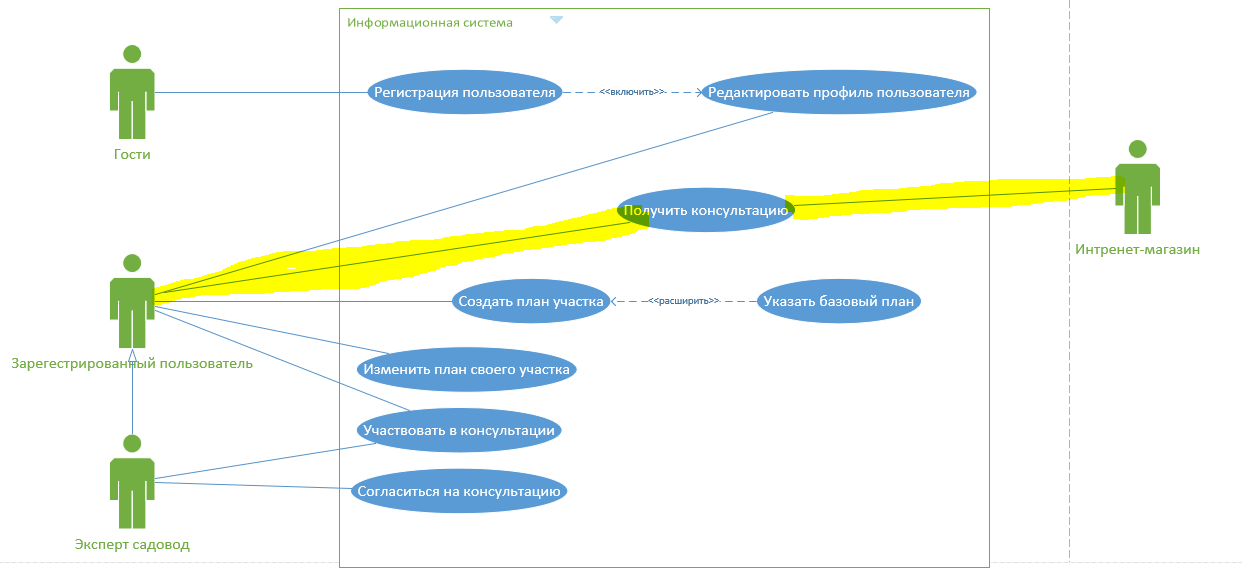 Информационная система
Регистрация пользователя
<<включить>>
Редактировать профиль пользователя
Гости
Получить консультацию
Интренет-магазин
Создать план участка
<<расширить>>
Указать базовый план
Зарегестрированный пользователь
Изменить план своего участка
Участвовать в консультации
Согласиться на консультацию
Эксперт садовод